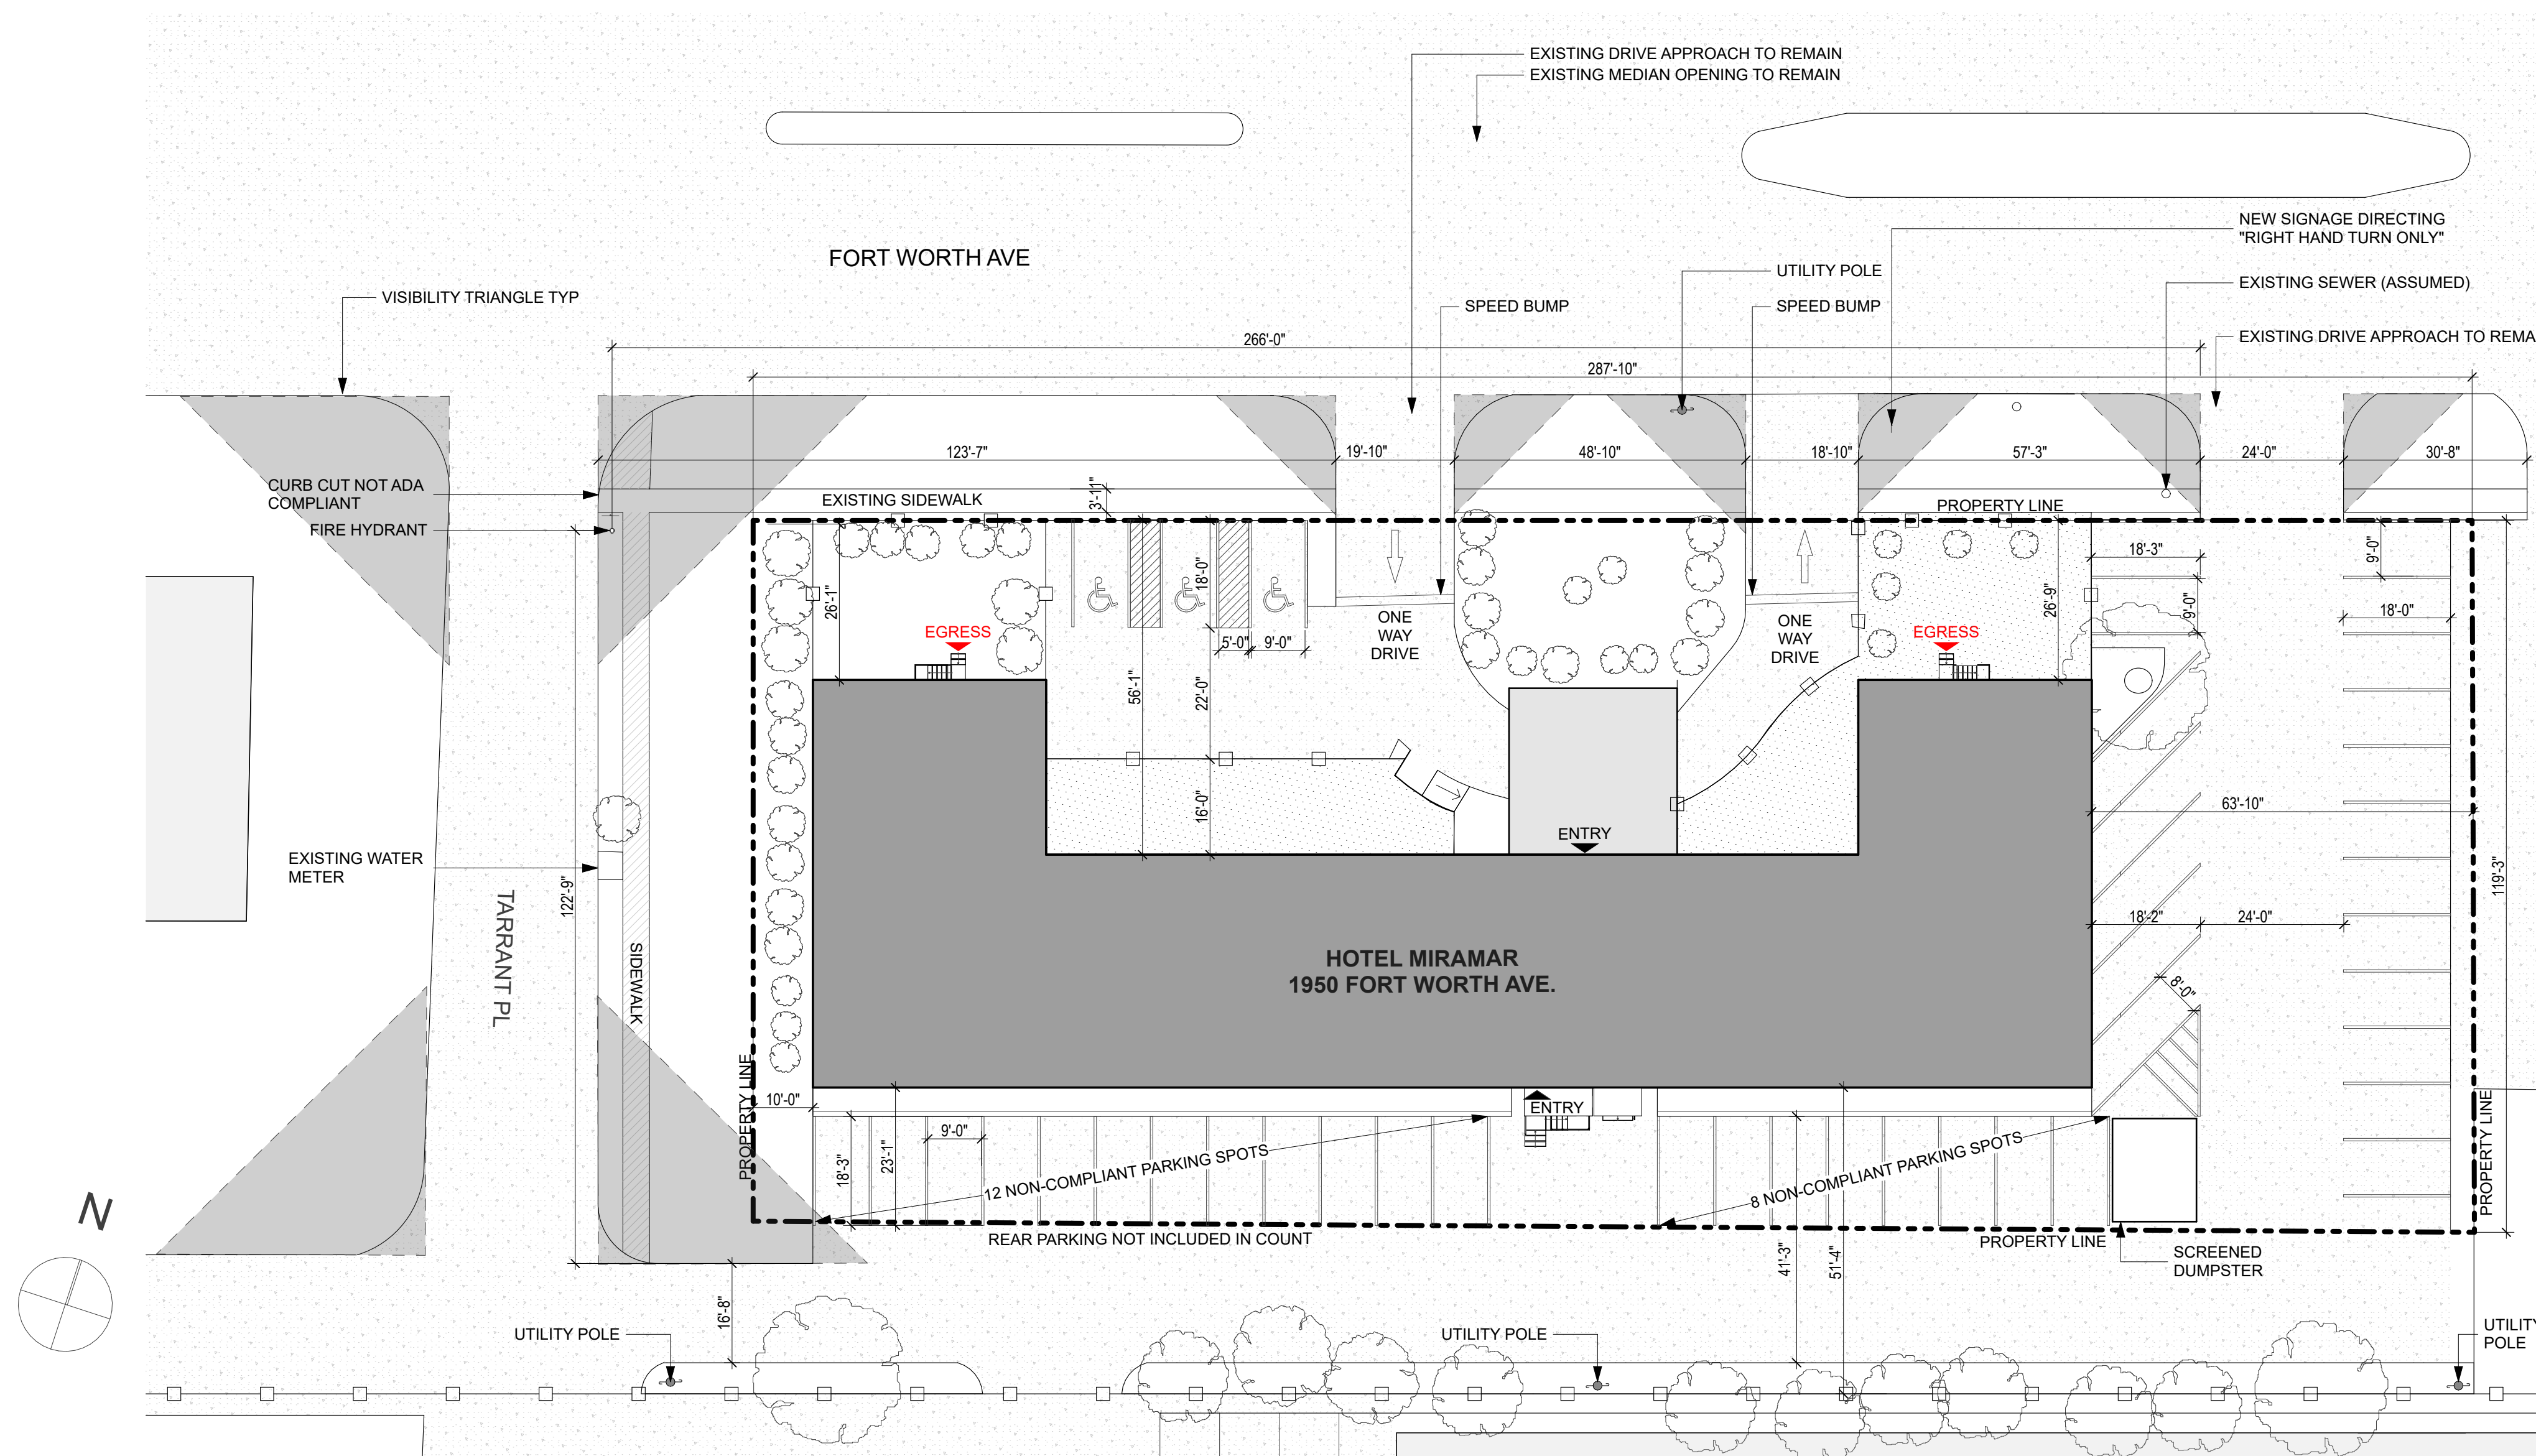 EXISTING DRIVE APPROACH TO REMAIN
EXISTING MEDIAN OPENING TO REMAIN
NEW SIGNAGE DIRECTING
"RIGHT HAND TURN ONLY"
FORT WORTH AVE
UTILITY POLE
EXISTING SEWER (ASSUMED)
VISIBILITY TRIANGLE TYP
SPEED BUMP
SPEED BUMP
EXISTING DRIVE APPROACH TO REMA
266'-0"
287'-10"
123'-7"
19'-10"
48'-10"
18'-10"
57'-3"
24'-0"
30'-8"
CURB CUT NOT ADA
COMPLIANT
EXISTING SIDEWALK
3'-11"
PROPERTY LINE
FIRE HYDRANT
18'-3"
9'-0"
26'-1"
18'-0"
26'-9"
9'-0"
18'-0"
EGRESS
5'-0"
9'-0"
ONE
WAY
DRIVE
ONE
WAY
DRIVE
EGRESS
56'-1"
22'-0"
16'-0"
63'-10"
ENTRY
EXISTING WATER
METER
119'-3"
122'-9"
TARRANT PL
SIDEWALK
18'-2"
24'-0"
HOTEL MIRAMAR
1950 FORT WORTH AVE.
8'-0"
PROPERTY LINE
10'-0"
ENTRY
9'-0"
18'-3"
23'-1"
12 NON-COMPLIANT PARKING SPOTS
8 NON-COMPLIANT PARKING SPOTS
PROPERTY LINE
N
REAR PARKING NOT INCLUDED IN COUNT
PROPERTY LINE
41'-3"
51'-4"
SCREENED
DUMPSTER
16'-8"
UTILITY POLE
UTILITY POLE
UTILITY
POLE